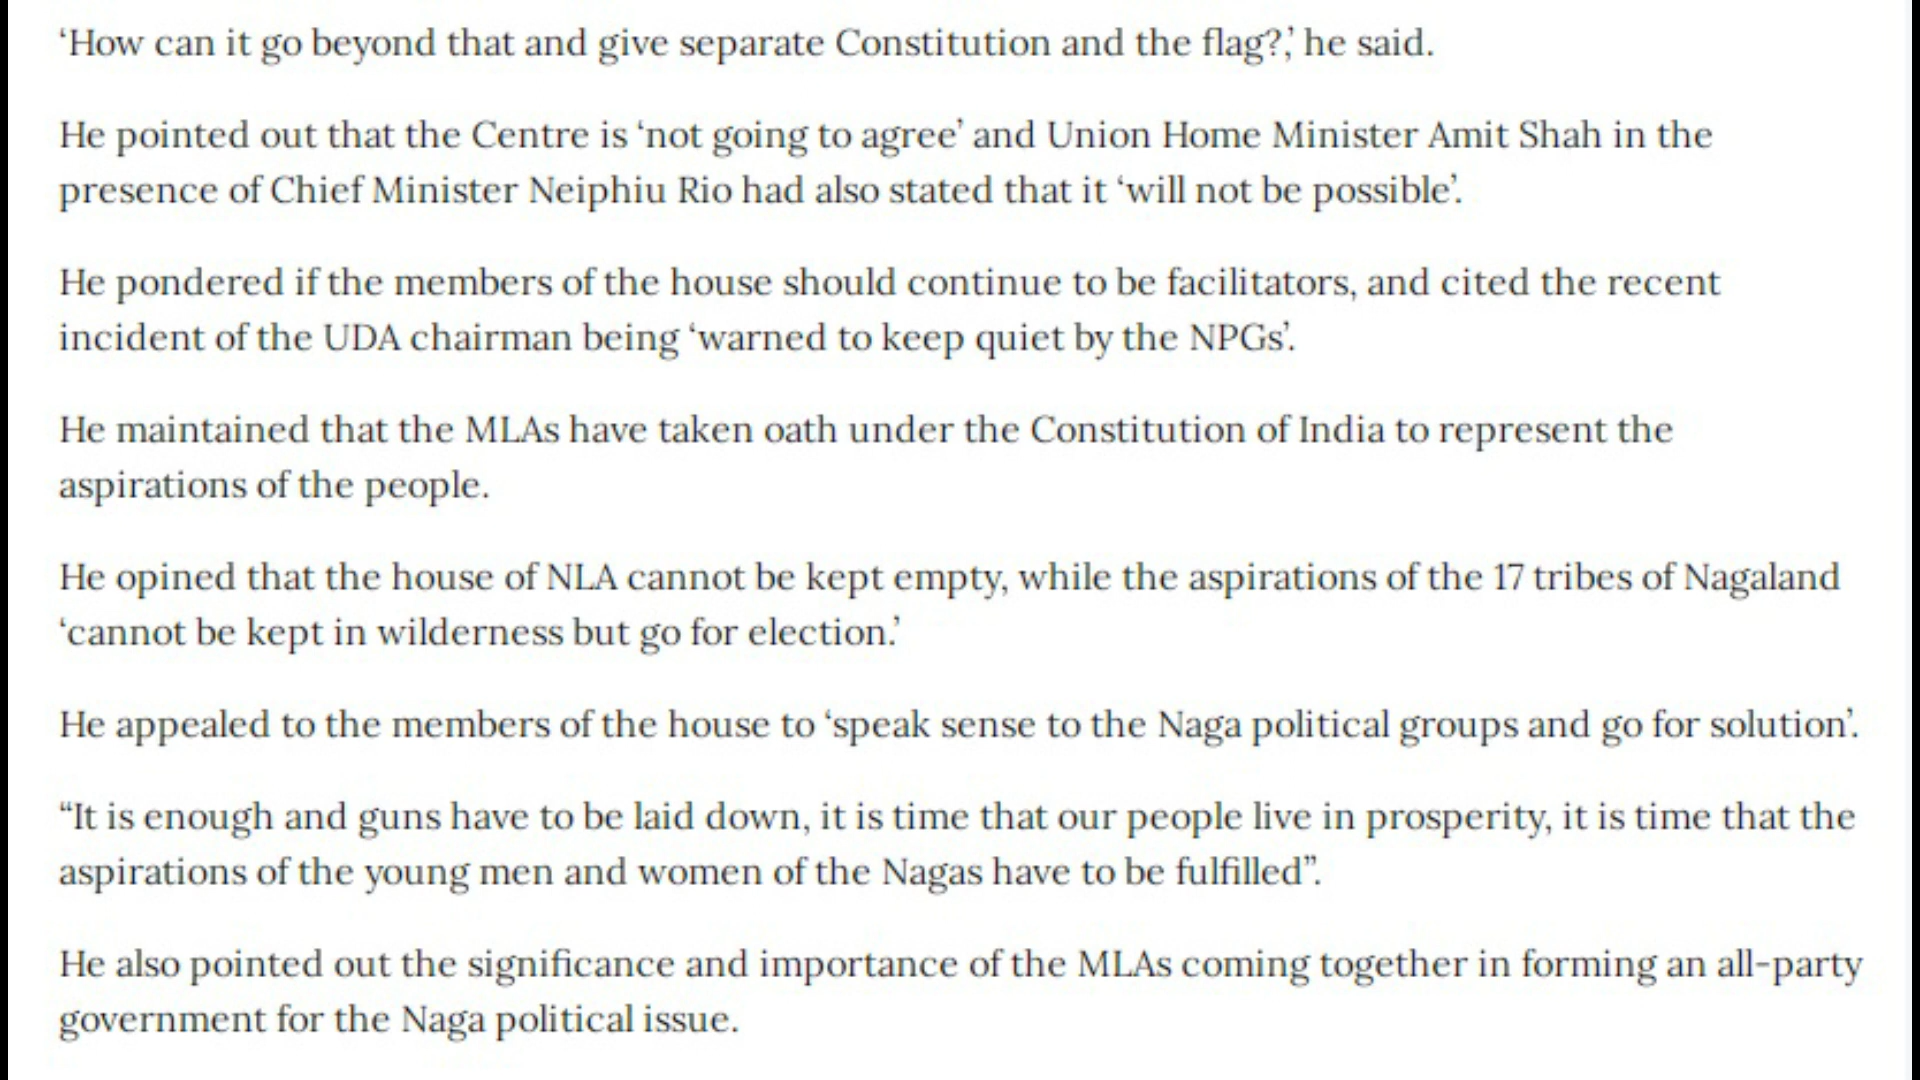 ‘How can it go beyond that and give separate Constitution and the flag?,’ he said.
He pointed out that the Centre is ‘not going to agree’ and Union Home Minister Amit Shah in the
presence of Chief Minister Neiphiu Rio had also stated that it ‘will not be possible’.
He pondered if the members of the house should continue to be facilitators, and cited the recent
incident of the UDA chairman being ‘warned to keep quiet by the NPGs’.
He maintained that the MLAs have taken oath under the Constitution of India to represent the
aspirations of the people.
He opined that the house of NLA cannot be kept empty, while the aspirations of the 17 tribes of Nagaland
‘cannot be kept in wilderness but go for election.’
He appealed to the members of the house to ‘speak sense to the Naga political groups and go for solution’.
“It is enough and guns have to be laid down, it is time that our people live in prosperity, it is time that the
aspirations of the young men and women of the Nagas have to be fulfilled”.
He also pointed out the significance and importance of the MLAs coming together in forming an all-party
government for the Naga political issue.